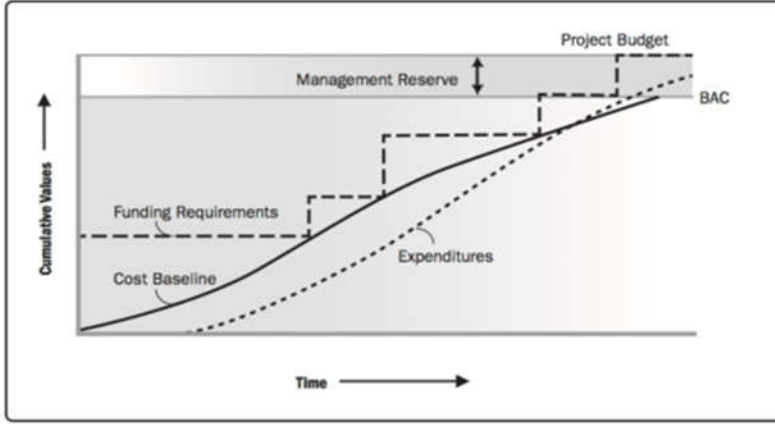 Project Budget
Management Reserve
BAC
Cumulative Values
Funding Requirements
Expenditures
Cost Baseline
Time